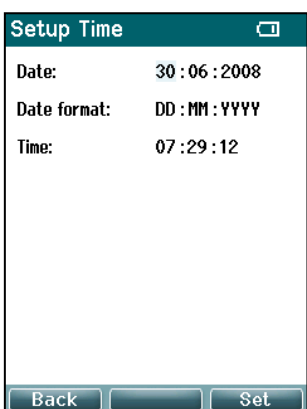 Setup Time
Date: 30 : 06 : 2008
Date format: DD : MM : YYYY
Time: 07 : 29 : 12
Back Set